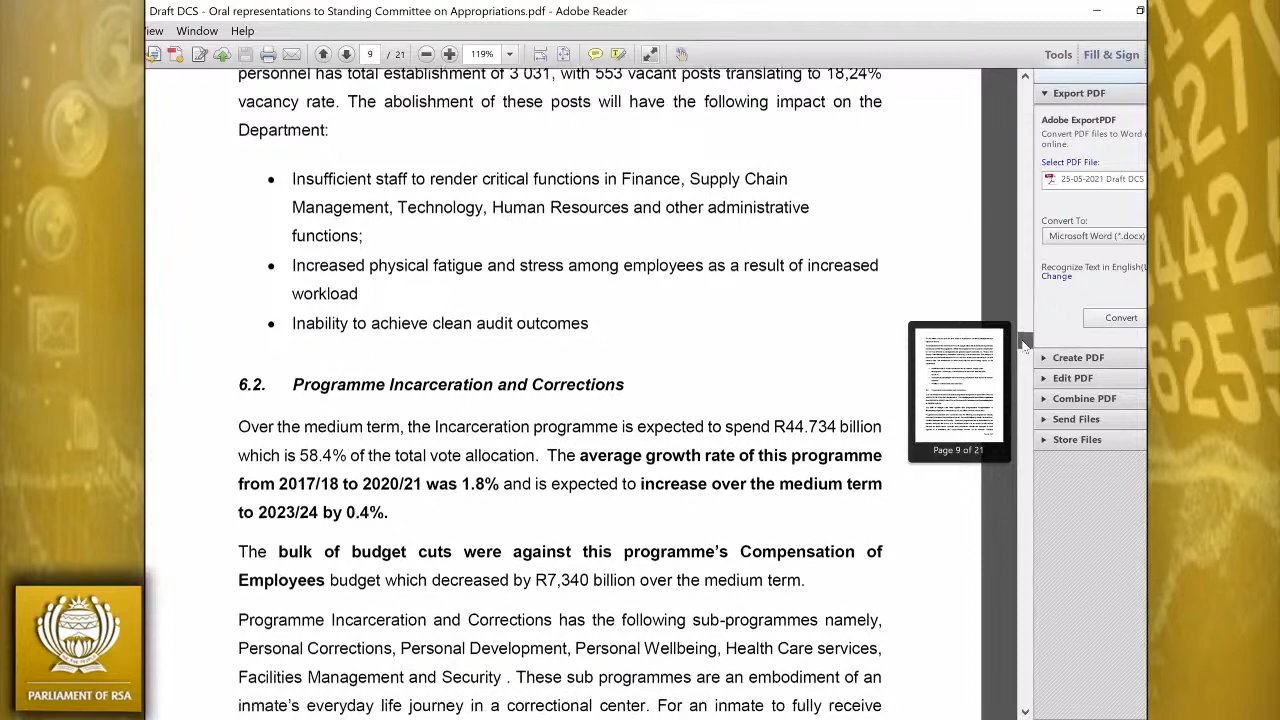 Draft DCS - Oral representations to Standing Committee on Appropriations.pdf - Adobe Reader
View Window Help
9 / 21 119% Tools Fill & Sign
personnel has total establishment of 3 031, with 553 vacant posts translating to 18,24%
vacancy rate. The abolishment of these posts will have the following impact on the
Department:
• Insufficient staff to render critical functions in Finance, Supply Chain
Management, Technology, Human Resources and other administrative
functions;
• Increased physical fatigue and stress among employees as a result of increased
workload
• Inability to achieve clean audit outcomes
6.2. Programme Incarceration and Corrections
Over the medium term, the Incarceration programme is expected to spend R44.734 billion
which is 58.4% of the total vote allocation. The average growth rate of this programme
from 2017/18 to 2020/21 was 1.8% and is expected to increase over the medium term
to 2023/24 by 0.4%.
The bulk of budget cuts were against this programme's Compensation of
Employees budget which decreased by R7,340 billion over the medium term.
Programme Incarceration and Corrections has the following sub-programmes namely,
Personal Corrections, Personal Development, Personal Wellbeing, Health Care services,
Facilities Management and Security . These sub programmes are an embodiment of an
inmate's everyday life journey in a correctional center. For an inmate to fully receive
Page 9 of 21
Export PDF
Adobe ExportPDF
Convert PDF files to Word
online.
Select PDF File:
25-05-2021 Draft DCS
Convert To:
Microsoft Word (*.docx)
Recognize Text in English(
Change
Convert
Create PDF
Edit PDF
Combine PDF
Send Files
Store Files
PARLIAMENT OF RSA
427
442
6255